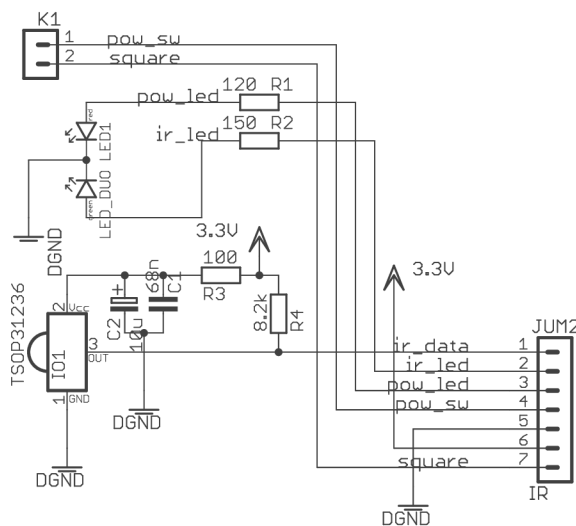 K1
1 pow_sw
2 square
120 R1
pow_led
150 R2
ir_led
red
LED1
LED_DUO
green
DGND
3.3V
3.3V
100
R3
68n
C1
+
C2
10u
8.2k
R4
TSOP31236
IO1
2 Vcc
3
OUT
1 GND
DGND
DGND
JUM2
ir_data 1
ir_led 2
pow_led 3
pow_sw 4
5
6
square 7
IR
DGND